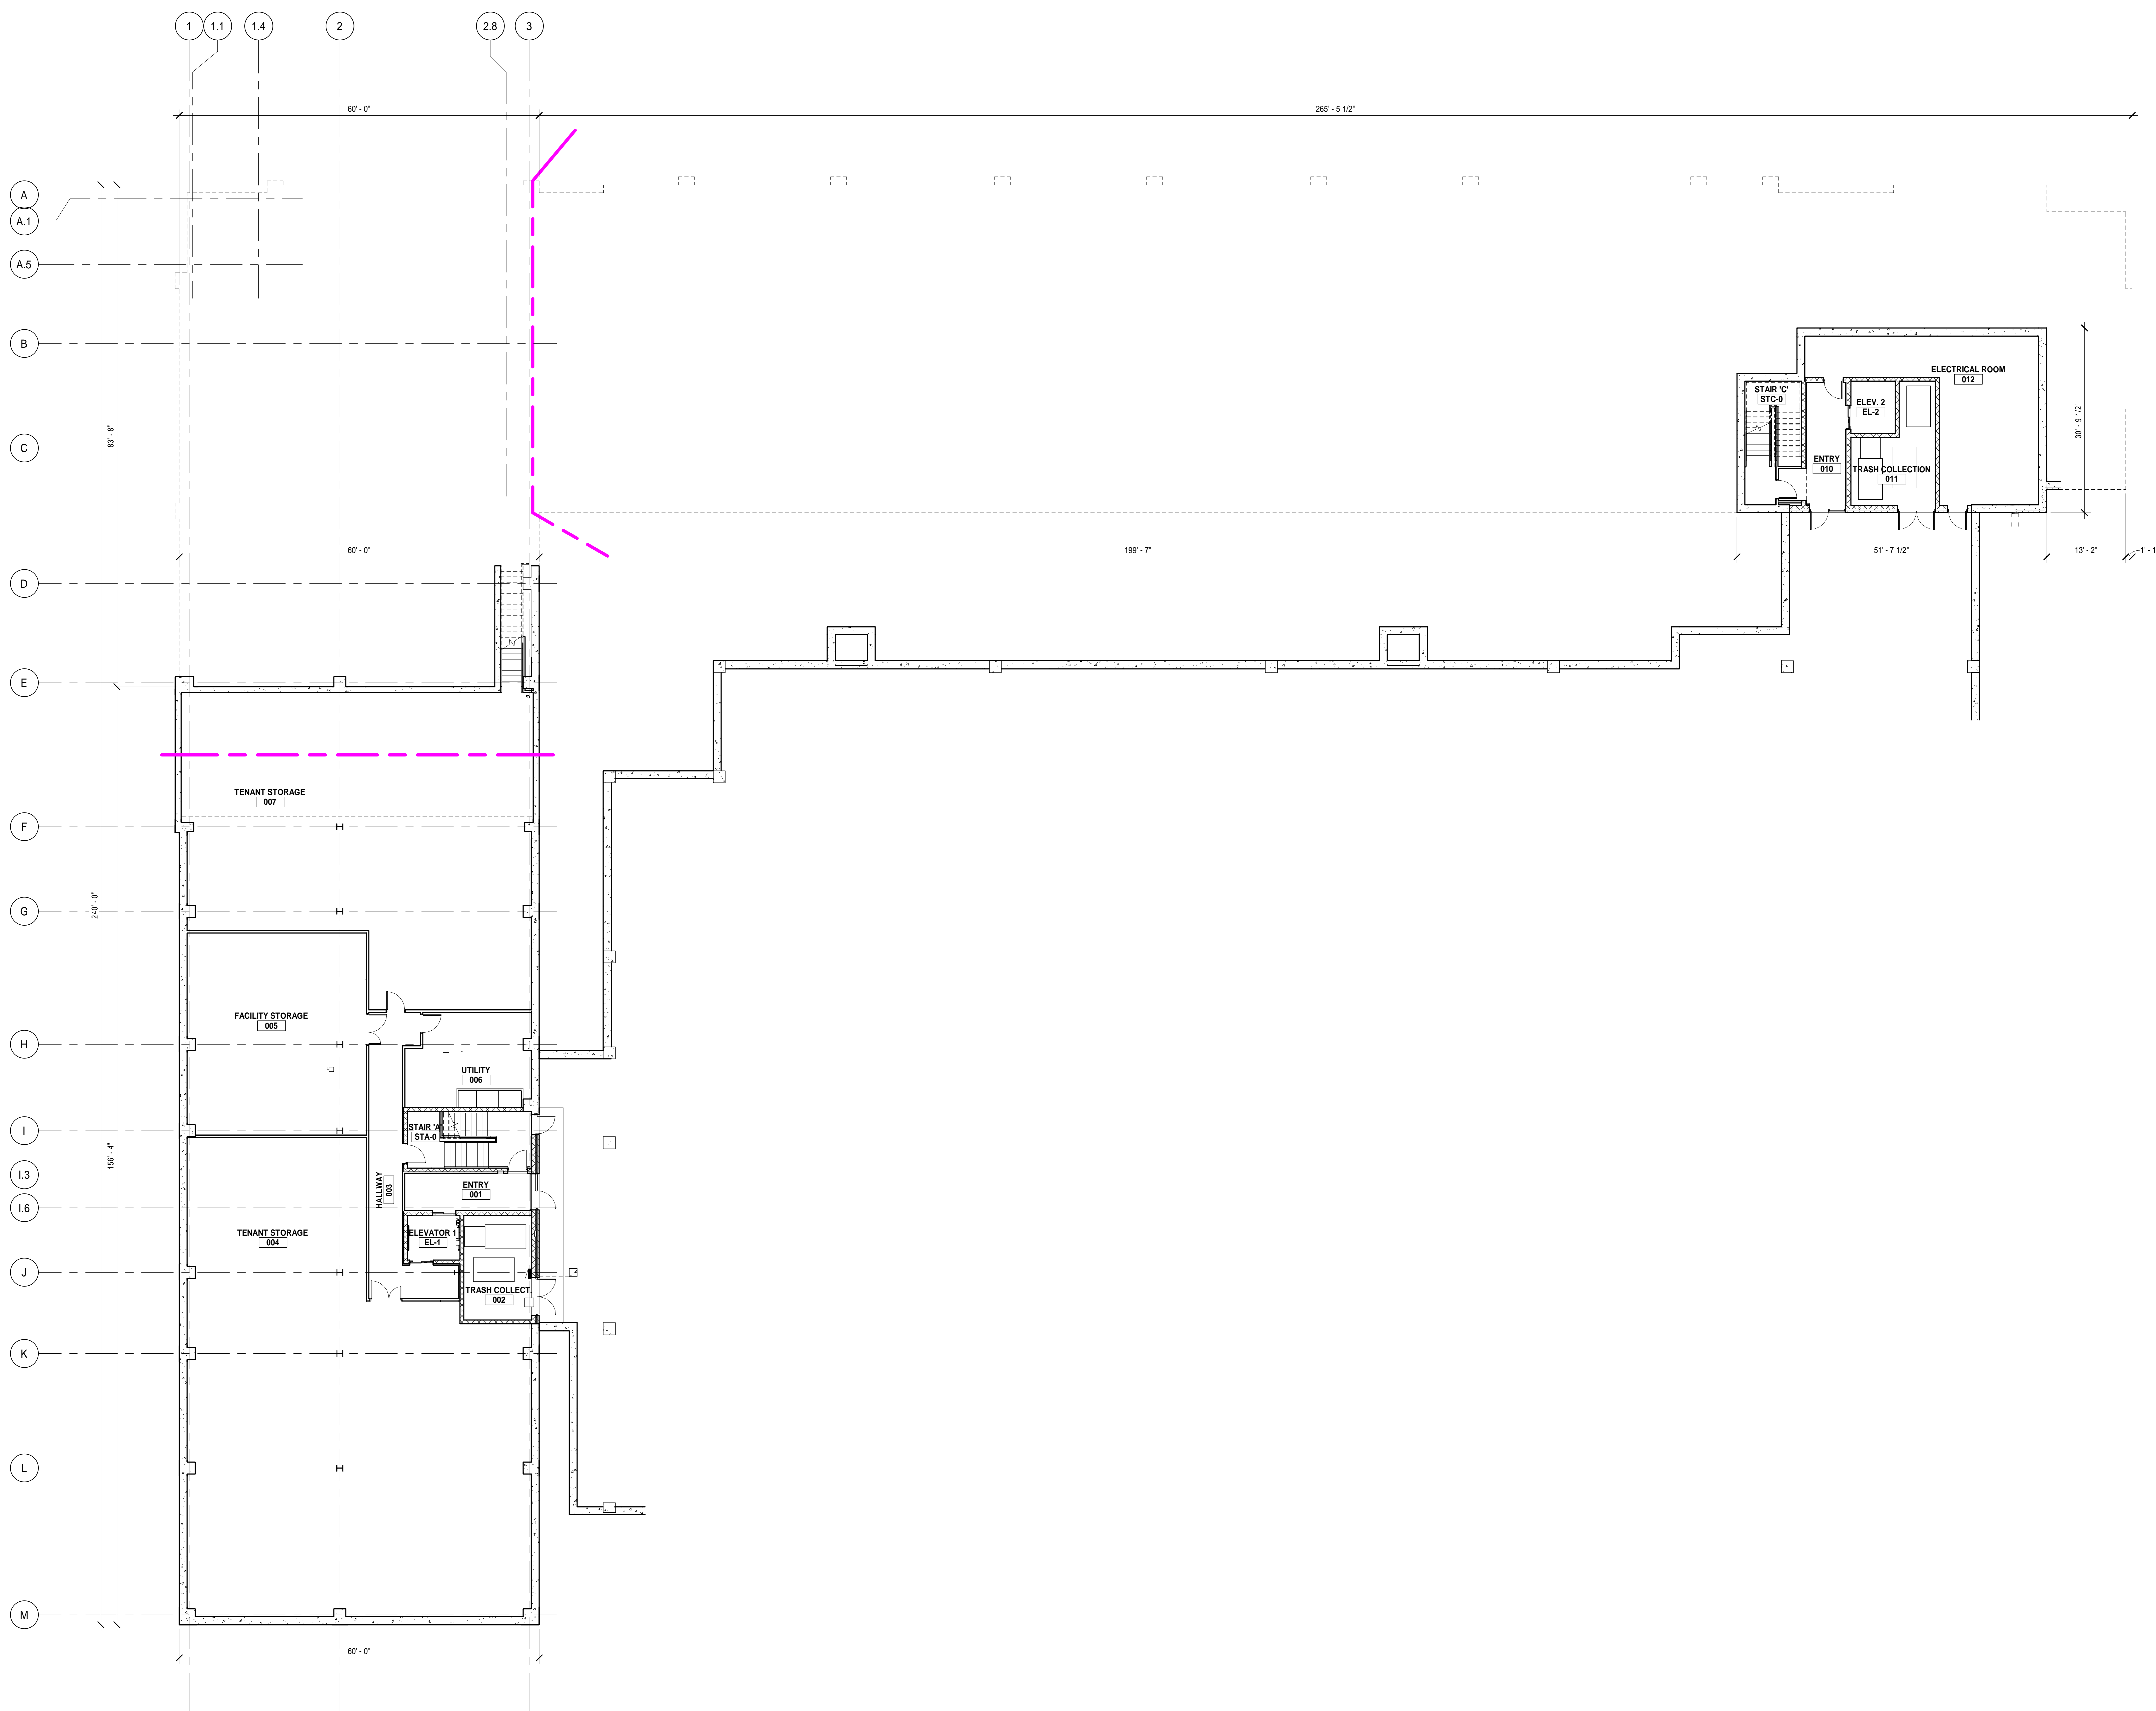 1
1.1
1.4
2
2.8
3
60' - 0"
265' - 5 1/2"
A
A.1
A.5
B
C
D
E
F
G
H
I
I.3
I.6
J
K
L
M
83' - 8"
240' - 0"
156' - 4"
ELECTRICAL ROOM
012
STAIR 'C'
STC-0
ELEV. 2
EL-2
ENTRY
010
TRASH COLLECTION
011
30' - 9 1/2"
60' - 0"
199' - 7"
51' - 7 1/2"
13' - 2"
TENANT STORAGE
007
FACILITY STORAGE
005
UTILITY
006
STAIR 'A'
STA-0
HALLWAY
003
ENTRY
001
TENANT STORAGE
004
ELEVATOR 1
EL-1
TRASH COLLECT.
002
60' - 0"